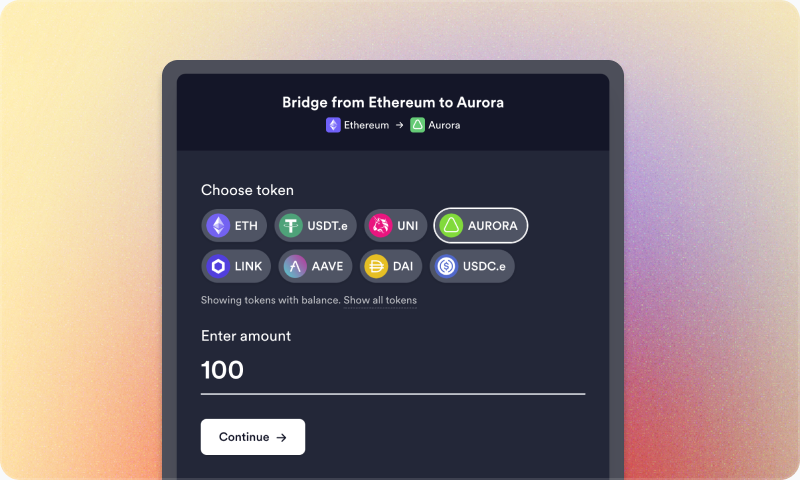 Bridge from Ethereum to Aurora
Ethereum → Aurora
Choose token
ETH USDT.e UNI AURORA
LINK AAVE DAI USDC.e
Showing tokens with balance. Show all tokens
Enter amount
100
Continue →